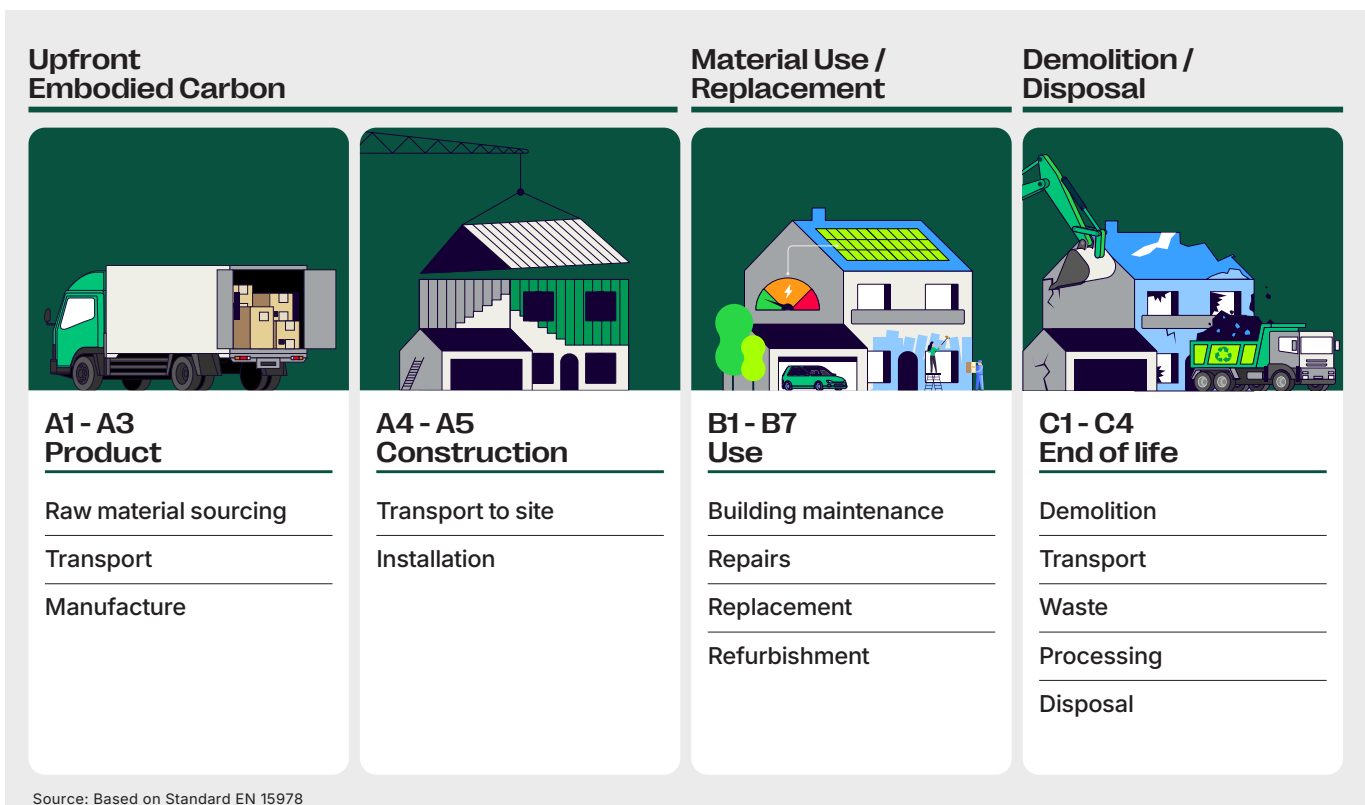 Upfront
Embodied Carbon
Material Use /
Replacement
Demolition /
Disposal
A1 - A3
Product
Raw material sourcing
Transport
Manufacture
A4 - A5
Construction
Transport to site
Installation
B1 - B7
Use
Building maintenance
Repairs
Replacement
Refurbishment
C1 - C4
End of life
Demolition
Transport
Waste
Processing
Disposal
Source: Based on Standard EN 15978